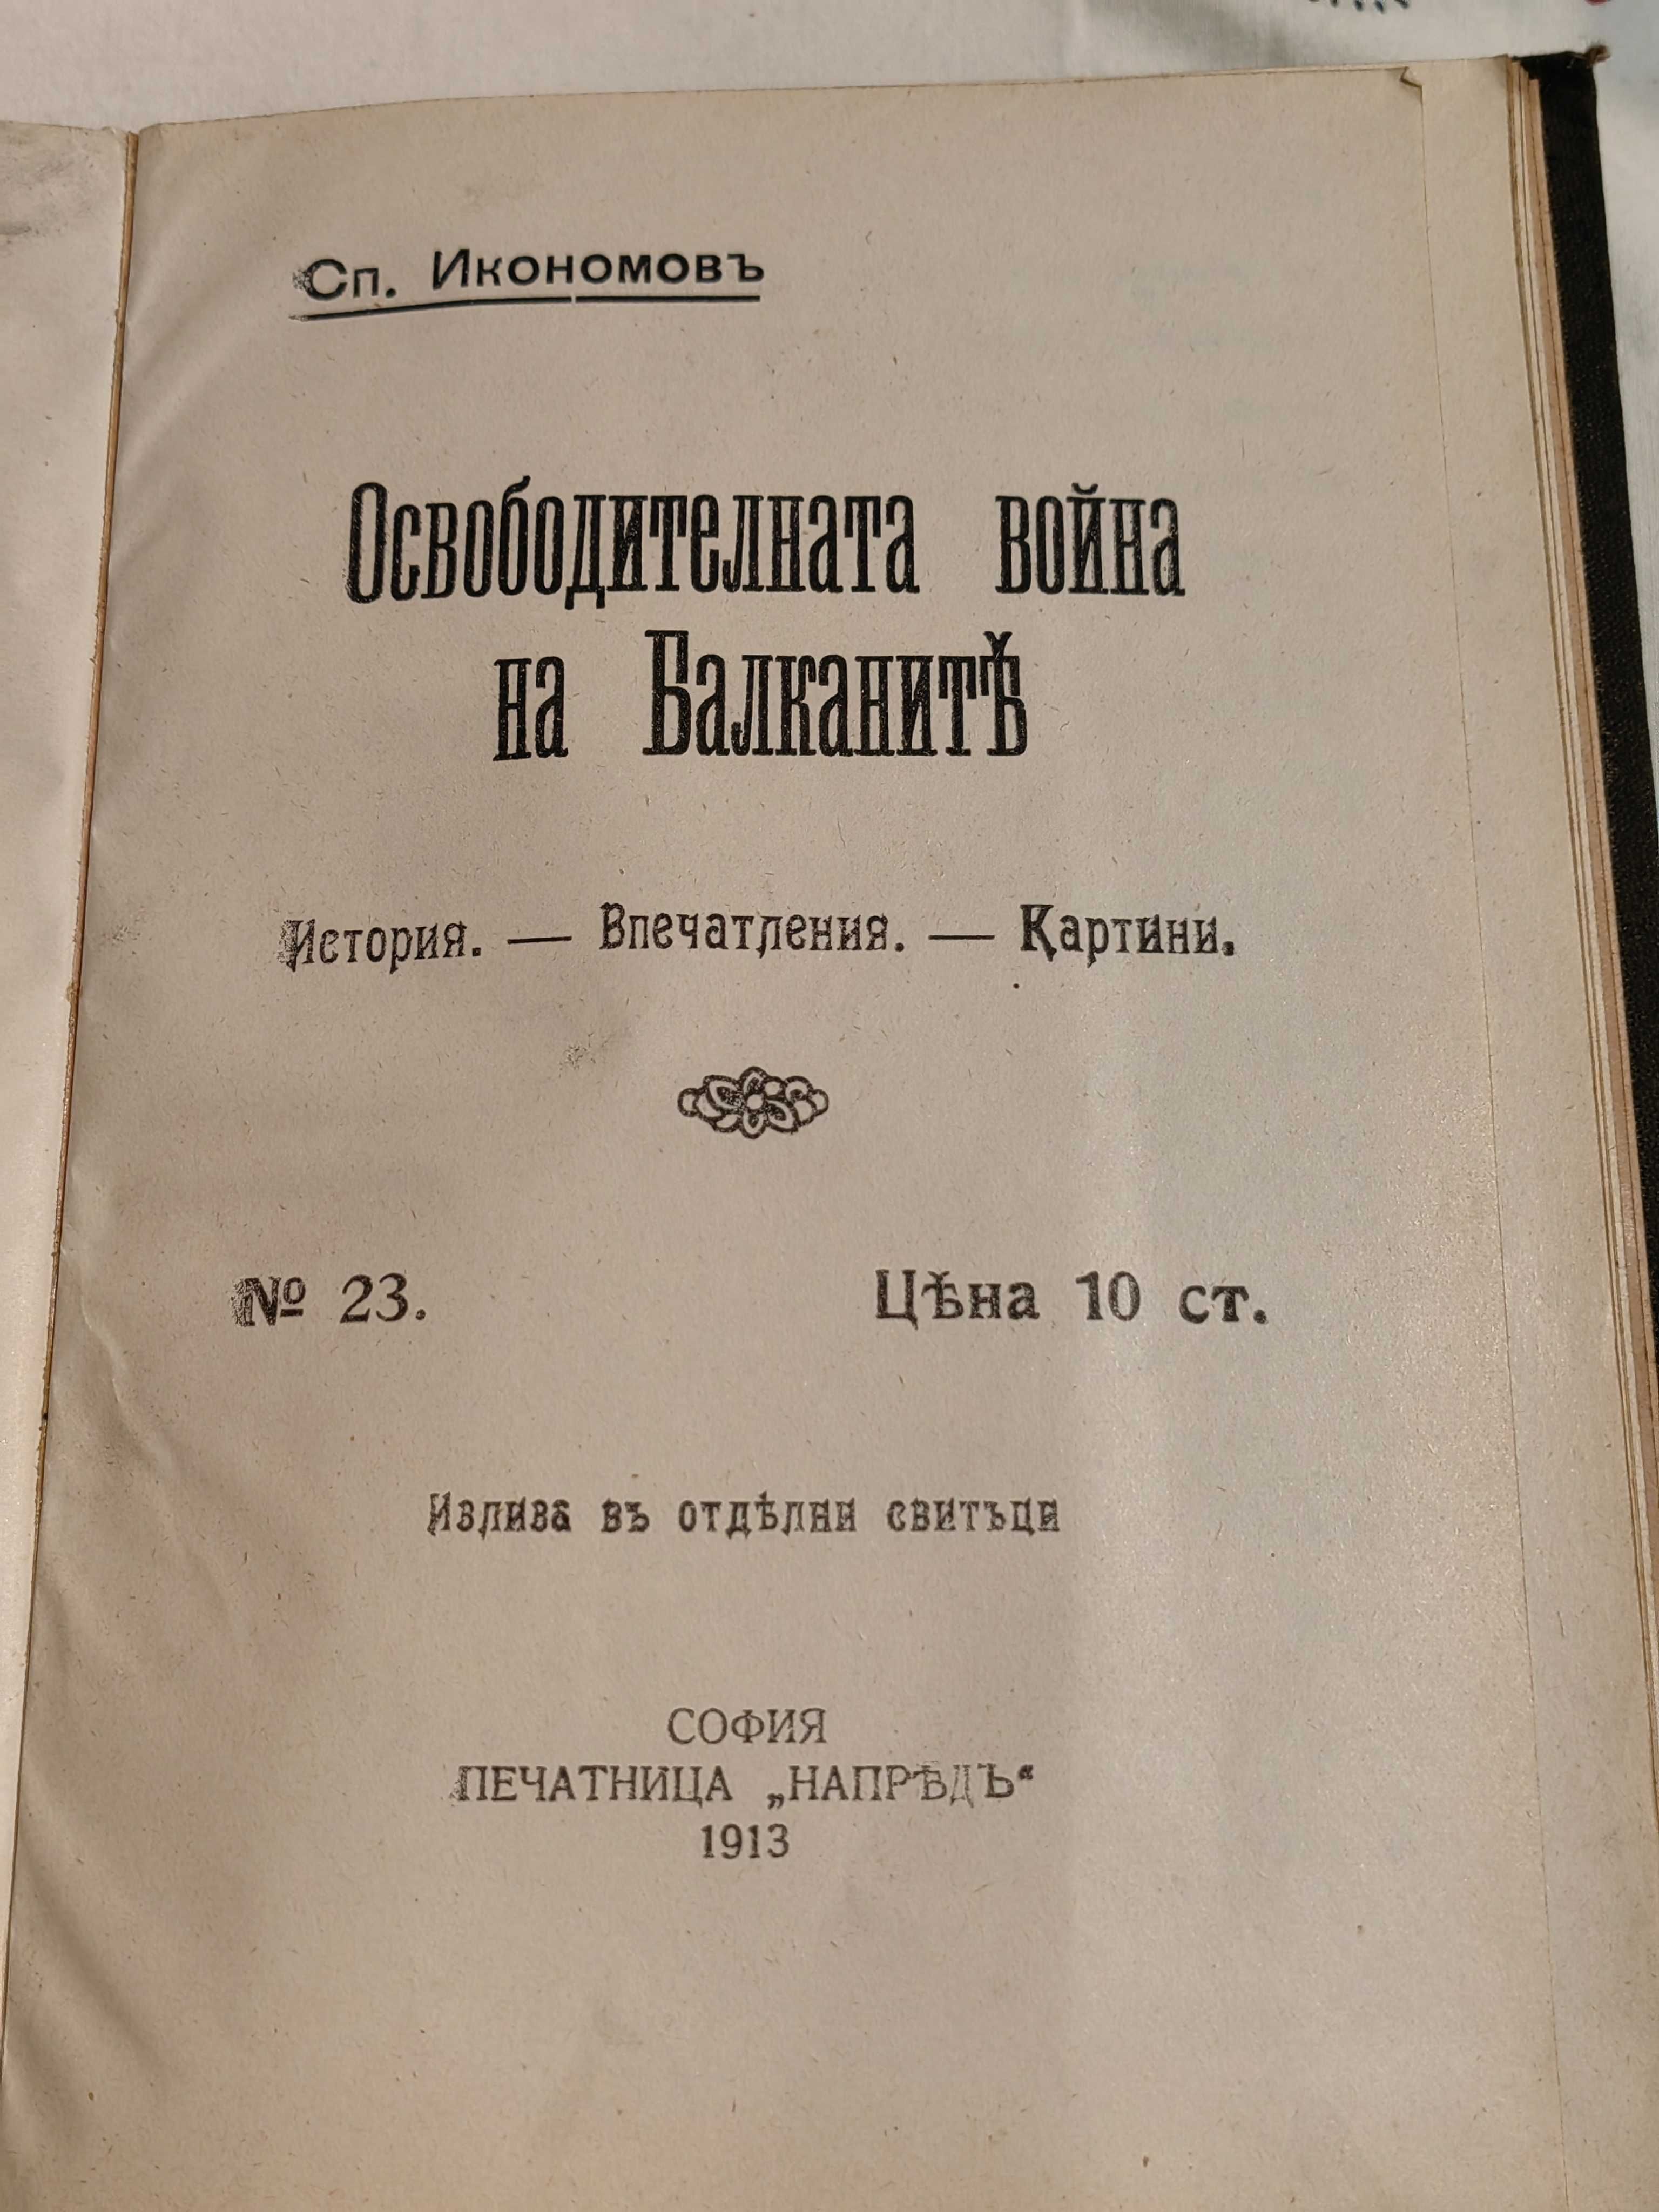 Сп. Икономовъ
Освободителната война
на Балканитѣ
История. — Впечатления. — Картини.
№ 23.	Цѣна 10 ст.
Излиза въ отдѣлни свитъци
СОФИЯ
ПЕЧАТНИЦА „НАПРѢДЪ“
1913